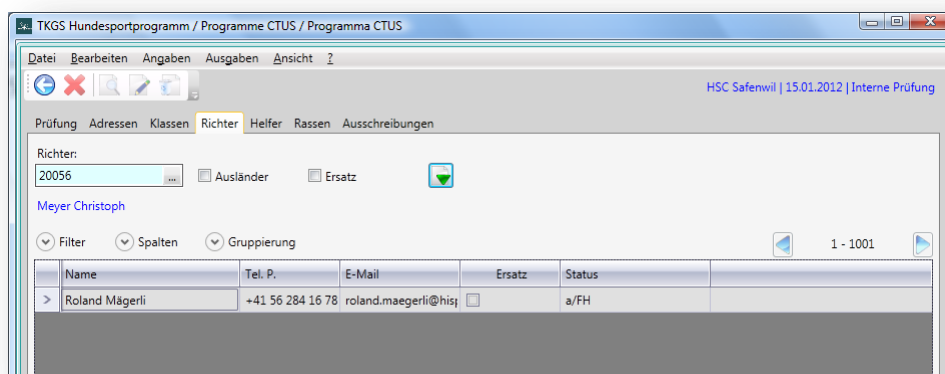 TKGS Hundesportprogramm / Programme CTUS / Programma CTUS
Datei Bearbeiten Angaben Ausgaben Ansicht ?
HSC Safenwil | 15.01.2012 | Interne Prüfung
Prüfung Adressen Klassen Richter Helfer Rassen Ausschreibungen
Richter:
20056 ... Ausländer Ersatz
Meyer Christoph
Filter Spalten Gruppierung 1 - 1001
Name Tel. P. E-Mail Ersatz Status
> Roland Mägerli +41 56 284 16 78 roland.maegerli@hisp a/FH